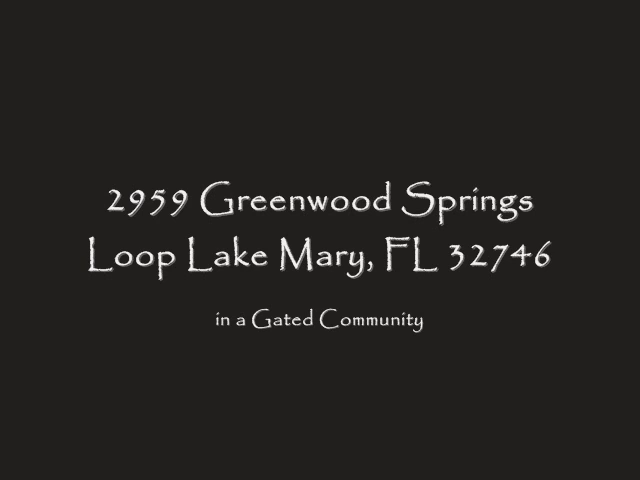 2959 Greenwood Springs
Loop Lake Mary, FL 32746
in a Gated Community